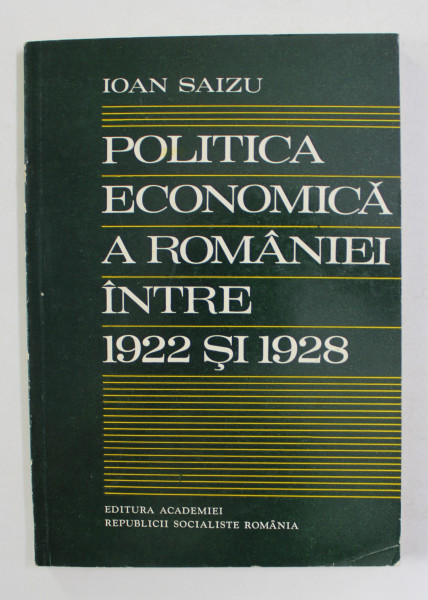 IOAN SAIZU
POLITICA
ECONOMICĂ
A ROMÂNIEI
ÎNTRE
1922 ŞI 1928
EDITURA ACADEMIEI
REPUBLICII SOCIALISTE ROMÂNIA